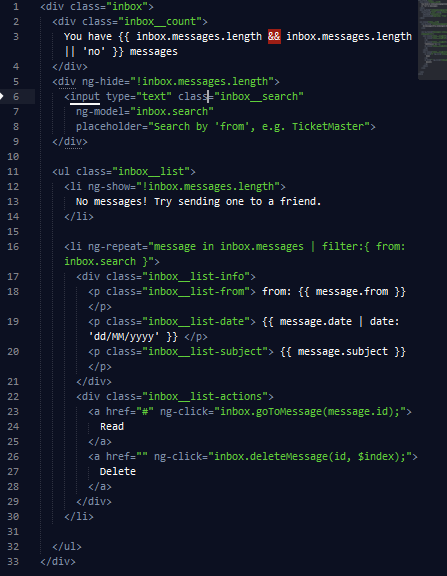 1 <div class="inbox">
2 <div class="inbox__count">
3 You have {{ inbox.messages.length && inbox.messages.length
|| 'no' }} messages
4 </div>
5 <div ng-hide="!inbox.messages.length">
6 <input type="text" class="inbox__search"
7 ng-model="inbox.search"
8 placeholder="Search by 'from', e.g. TicketMaster">
9 </div>
10
11 <ul class="inbox__list">
12 <li ng-show="!inbox.messages.length">
13 No messages! Try sending one to a friend.
14 </li>
15
16 <li ng-repeat="message in inbox.messages | filter:{ from:
inbox.search }">
17 <div class="inbox__list-info">
18 <p class="inbox__list-from"> from: {{ message.from }}
</p>
19 <p class="inbox__list-date"> {{ message.date | date:
'dd/MM/yyyy' }} </p>
20 <p class="inbox__list-subject"> {{ message.subject }}
</p>
21 </div>
22 <div class="inbox__list-actions">
23 <a href="#" ng-click="inbox.goToMessage(message.id);">
24 Read
25 </a>
26 <a href="" ng-click="inbox.deleteMessage(id, $index);">
27 Delete
28 </a>
29 </div>
30 </li>
31
32 </ul>
33 </div>